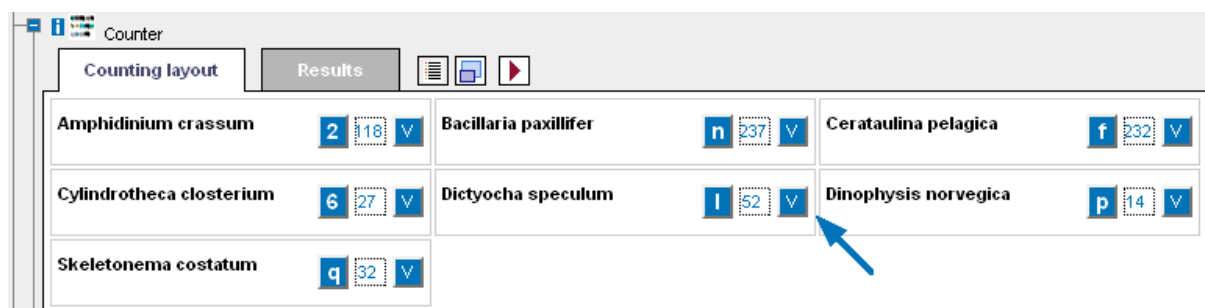 i Counter
Counting layout Results
Amphidinium crassum 2 118 V Bacillaria paxillifer n 237 V Cerataulina pelagica f 232 V
Cylindrotheca closterium 6 27 V Dictyocha speculum l 52 V Dinophysis norvegica p 14 V
Skeletonema costatum q 32 V